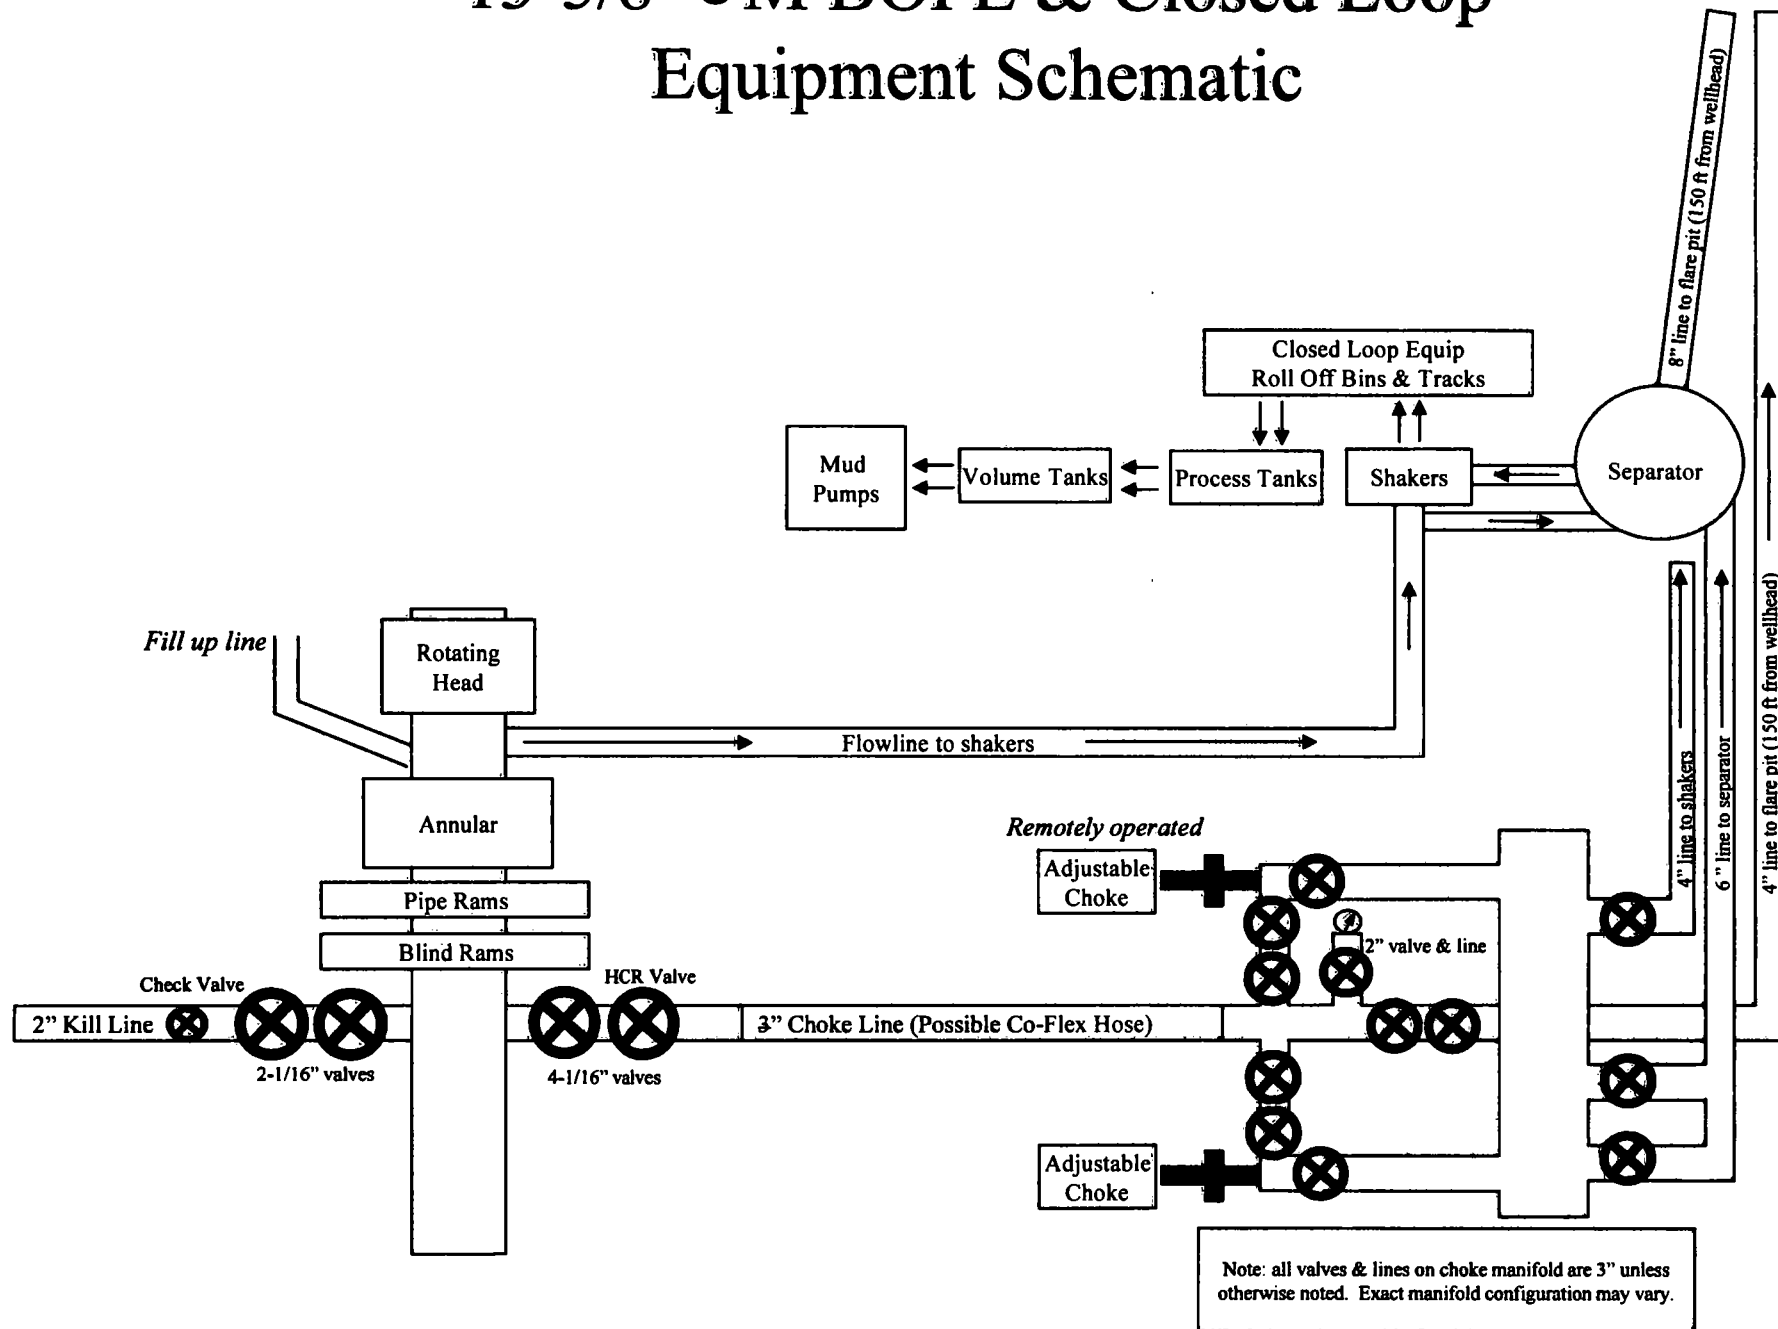 BOPE & Closed Loop
Equipment Schematic
8” line to flare pit (150 ft from wellhead)
Closed Loop Equip
Roll Off Bins & Tracks
Mud
Pumps
Volume Tanks
Process Tanks
Shakers
Separator
Fill up line
Rotating
Head
Flowline to shakers
Annular
Pipe Rams
Blind Rams
Remotely operated
Adjustable
Choke
2” valve & line
4” line to shakers
6” line to separator
4” line to flare pit (150 ft from wellhead)
Check Valve
HCR Valve
2” Kill Line
3” Choke Line (Possible Co-Flex Hose)
2-1/16” valves
4-1/16” valves
Adjustable
Choke
Note: all valves & lines on choke manifold are 3” unless
otherwise noted. Exact manifold configuration may vary.